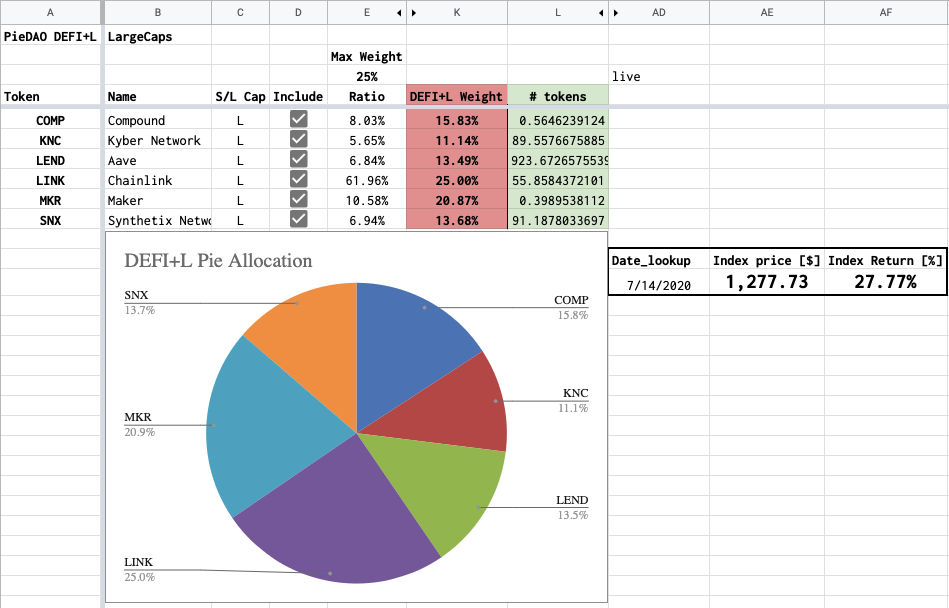 A B C D E K L AD AE AF
PieDAO DEFI+L LargeCaps
Max Weight
25% live
Token Name S/L Cap Include Ratio DEFI+L Weight # tokens
COMP Compound L 8.03% 15.83% 0.5646239124
KNC Kyber Network L 5.65% 11.14% 89.5576675885
LEND Aave L 6.84% 13.49% 923.6726575539
LINK Chainlink L 61.96% 25.00% 55.8584372101
MKR Maker L 10.58% 20.87% 0.3989538112
SNX Synthetix Netwo L 6.94% 13.68% 91.1878033697
Date_lookup Index price [$] Index Return [%]
7/14/2020 1,277.73 27.77%
DEFI+L Pie Allocation
SNX
13.7%
COMP
15.8%
KNC
11.1%
MKR
20.9%
LEND
13.5%
LINK
25.0%